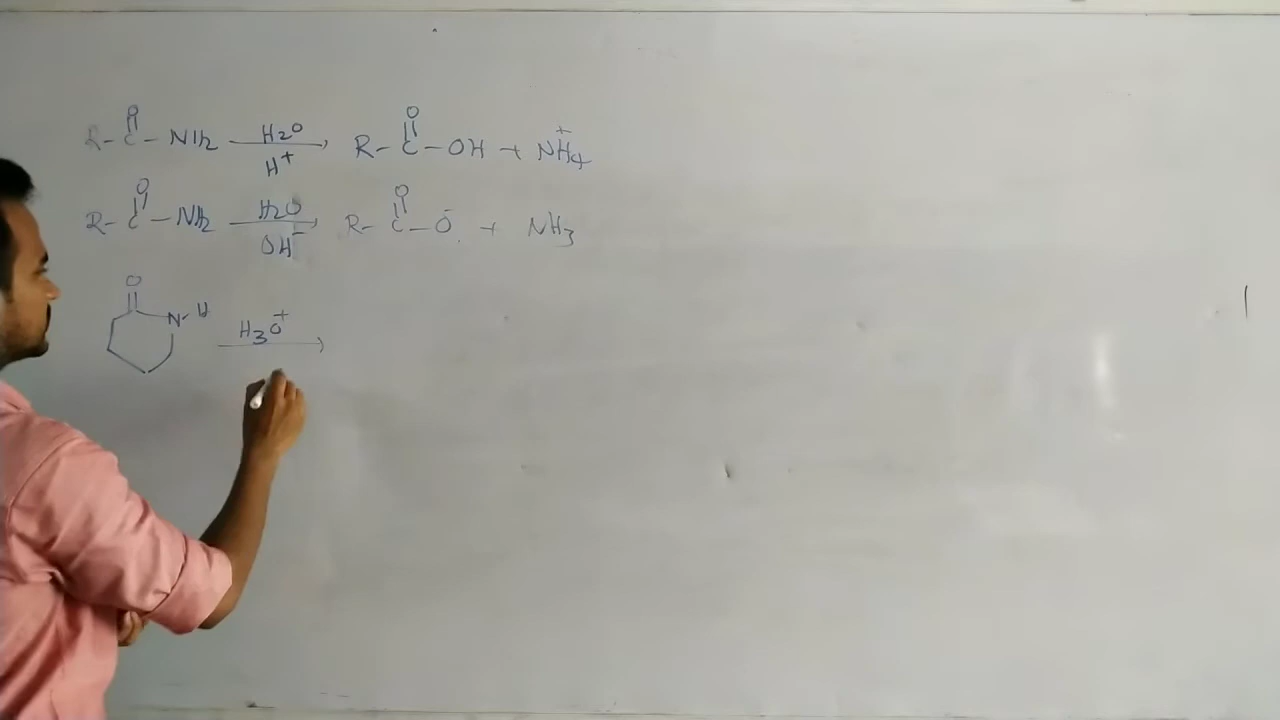 O O
R-C-NH2 H2O R-C-OH + NH4+
H+
O O
R-C-NH2 H2O R-C-O- + NH3
OH-
O
N-H H3O+